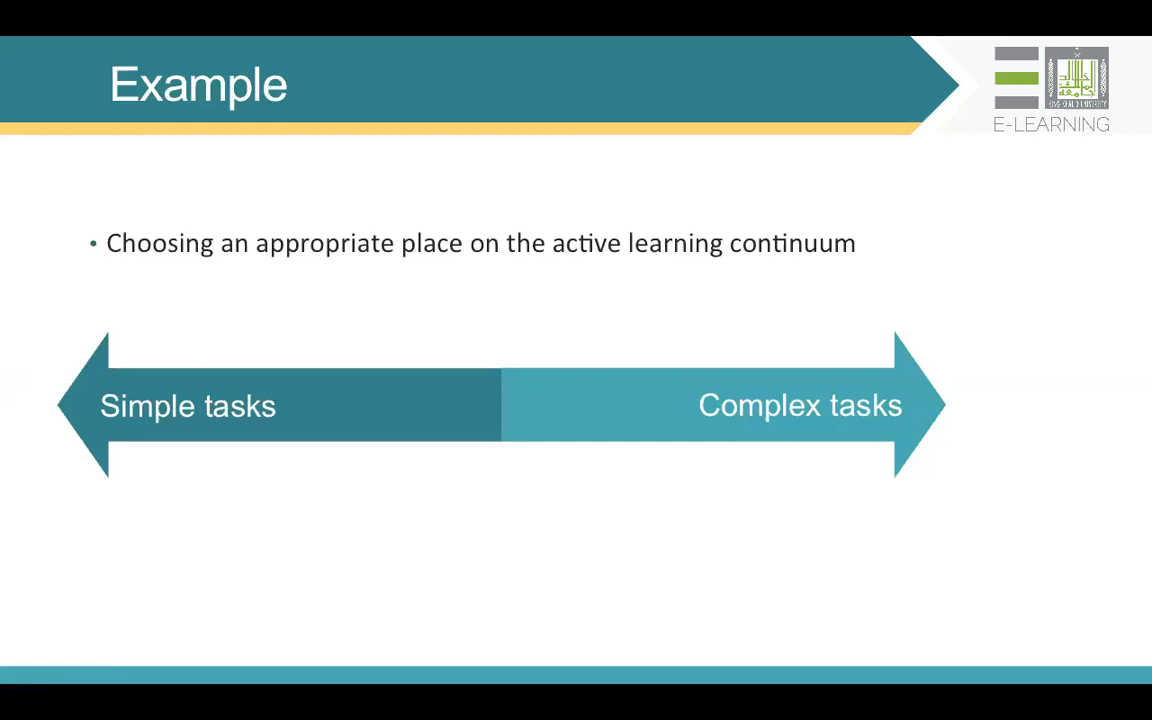 Example
E-LEARNING
• Choosing an appropriate place on the active learning continuum
Simple tasks
Complex tasks